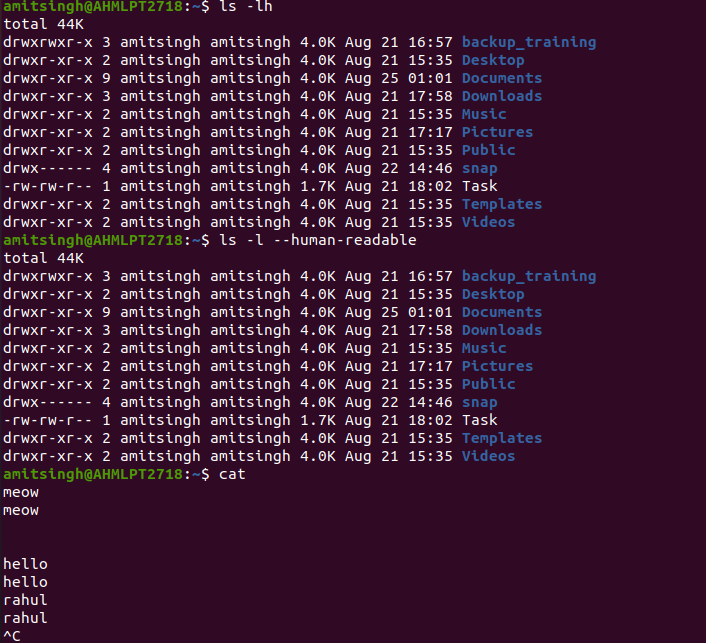 amitsingh@AHMLPT2718:~$ ls -lh
total 44K
drwxrwxr-x 3 amitsingh amitsingh 4.0K Aug 21 16:57 backup_training
drwxr-xr-x 2 amitsingh amitsingh 4.0K Aug 21 15:35 Desktop
drwxr-xr-x 9 amitsingh amitsingh 4.0K Aug 25 01:01 Documents
drwxr-xr-x 3 amitsingh amitsingh 4.0K Aug 21 17:58 Downloads
drwxr-xr-x 2 amitsingh amitsingh 4.0K Aug 21 15:35 Music
drwxr-xr-x 2 amitsingh amitsingh 4.0K Aug 21 17:17 Pictures
drwxr-xr-x 2 amitsingh amitsingh 4.0K Aug 21 15:35 Public
drwx------ 4 amitsingh amitsingh 4.0K Aug 22 14:46 snap
-rw-rw-r-- 1 amitsingh amitsingh 1.7K Aug 21 18:02 Task
drwxr-xr-x 2 amitsingh amitsingh 4.0K Aug 21 15:35 Templates
drwxr-xr-x 2 amitsingh amitsingh 4.0K Aug 21 15:35 Videos
amitsingh@AHMLPT2718:~$ ls -l --human-readable
total 44K
drwxrwxr-x 3 amitsingh amitsingh 4.0K Aug 21 16:57 backup_training
drwxr-xr-x 2 amitsingh amitsingh 4.0K Aug 21 15:35 Desktop
drwxr-xr-x 9 amitsingh amitsingh 4.0K Aug 25 01:01 Documents
drwxr-xr-x 3 amitsingh amitsingh 4.0K Aug 21 17:58 Downloads
drwxr-xr-x 2 amitsingh amitsingh 4.0K Aug 21 15:35 Music
drwxr-xr-x 2 amitsingh amitsingh 4.0K Aug 21 17:17 Pictures
drwxr-xr-x 2 amitsingh amitsingh 4.0K Aug 21 15:35 Public
drwx------ 4 amitsingh amitsingh 4.0K Aug 22 14:46 snap
-rw-rw-r-- 1 amitsingh amitsingh 1.7K Aug 21 18:02 Task
drwxr-xr-x 2 amitsingh amitsingh 4.0K Aug 21 15:35 Templates
drwxr-xr-x 2 amitsingh amitsingh 4.0K Aug 21 15:35 Videos
amitsingh@AHMLPT2718:~$ cat
meow
meow


hello
hello
rahul
rahul
^C